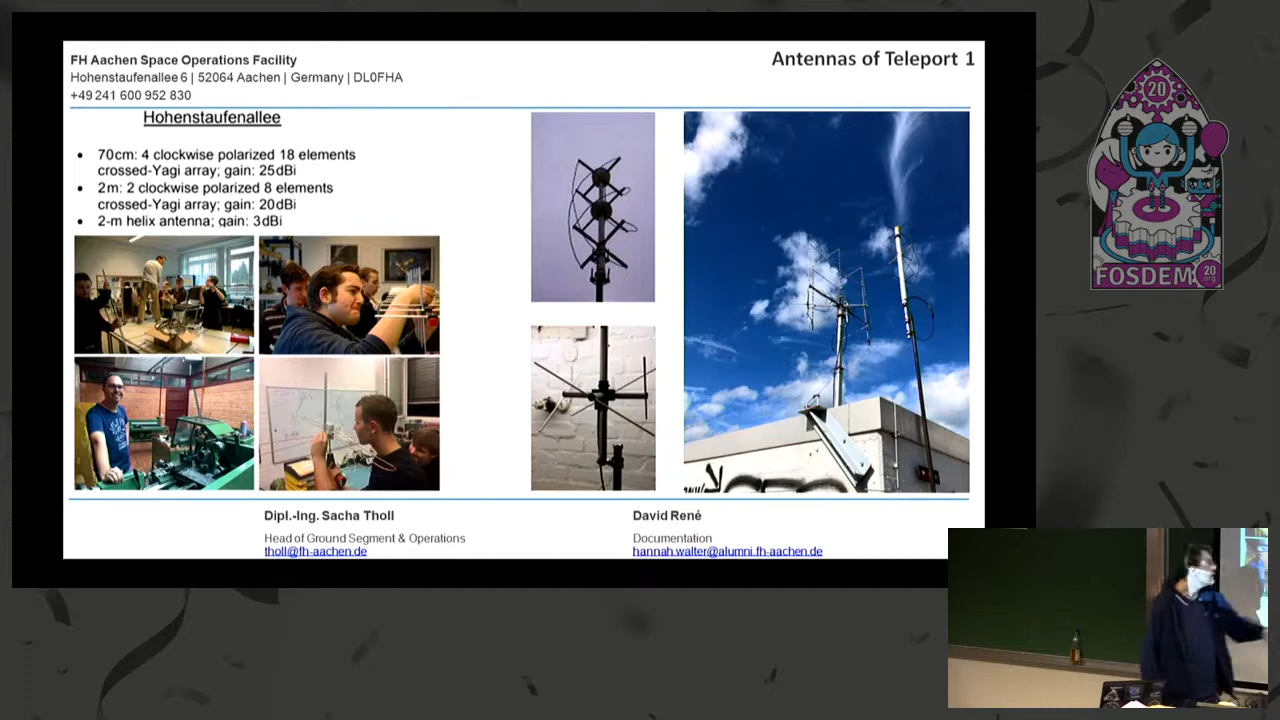 FH Aachen Space Operations Facility
Hohenstaufenallee 6 | 52064 Aachen | Germany | DL0FHA
+49 241 600 952 830
Antennas of Teleport 1
Hohenstaufenallee
• 70cm: 4 clockwise polarized 18 elements
crossed-Yagi array; gain: 25dBi
• 2m: 2 clockwise polarized 8 elements
crossed-Yagi array; gain: 20dBi
• 2-m helix antenna; gain: 3dBi
Dipl.-Ing. Sacha Tholl
Head of Ground Segment & Operations
tholl@fh-aachen.de
David René
Documentation
hannah.walter@alumni.fh-aachen.de
20
FOSDEM
20
.org